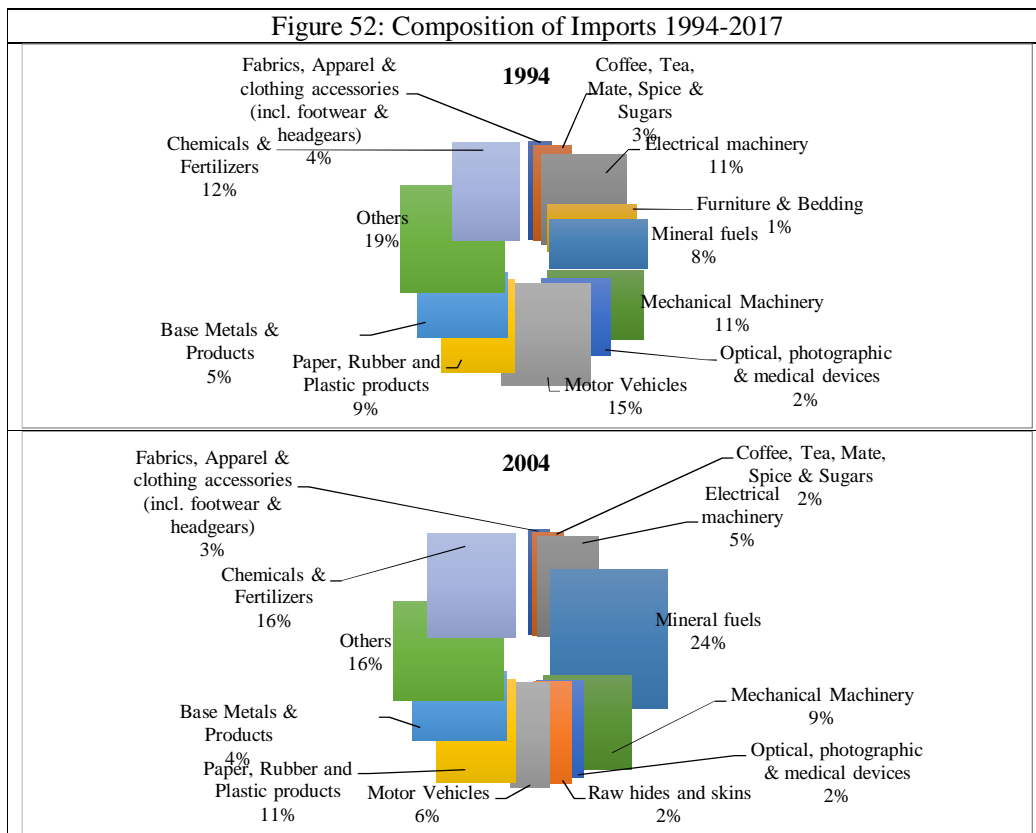 Figure 52: Composition of Imports 1994-2017
1994
Fabrics, Apparel &
clothing accessories
(incl. footwear &
headgears)
4%
Coffee, Tea,
Mate, Spice &
Sugars
3%
Electrical machinery
11%
Furniture & Bedding
1%
Mineral fuels
8%
Mechanical Machinery
11%
Optical, photographic
& medical devices
2%
Motor Vehicles
15%
Paper, Rubber and
Plastic products
9%
Base Metals &
Products
5%
Others
19%
Chemicals &
Fertilizers
12%
2004
Fabrics, Apparel &
clothing accessories
(incl. footwear &
headgears)
3%
Coffee, Tea, Mate,
Spice & Sugars
2%
Electrical
machinery
5%
Mineral fuels
24%
Mechanical Machinery
9%
Optical, photographic
& medical devices
2%
Raw hides and skins
2%
Motor Vehicles
6%
Paper, Rubber and
Plastic products
11%
Base Metals &
Products
4%
Others
16%
Chemicals &
Fertilizers
16%